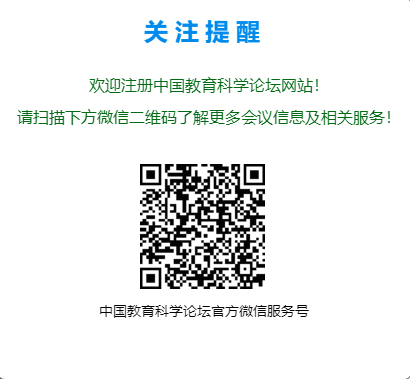 关注提醒
欢迎注册中国教育科学论坛网站!
请扫描下方微信二维码了解更多会议信息及相关服务!
中国教育科学论坛官方微信服务号